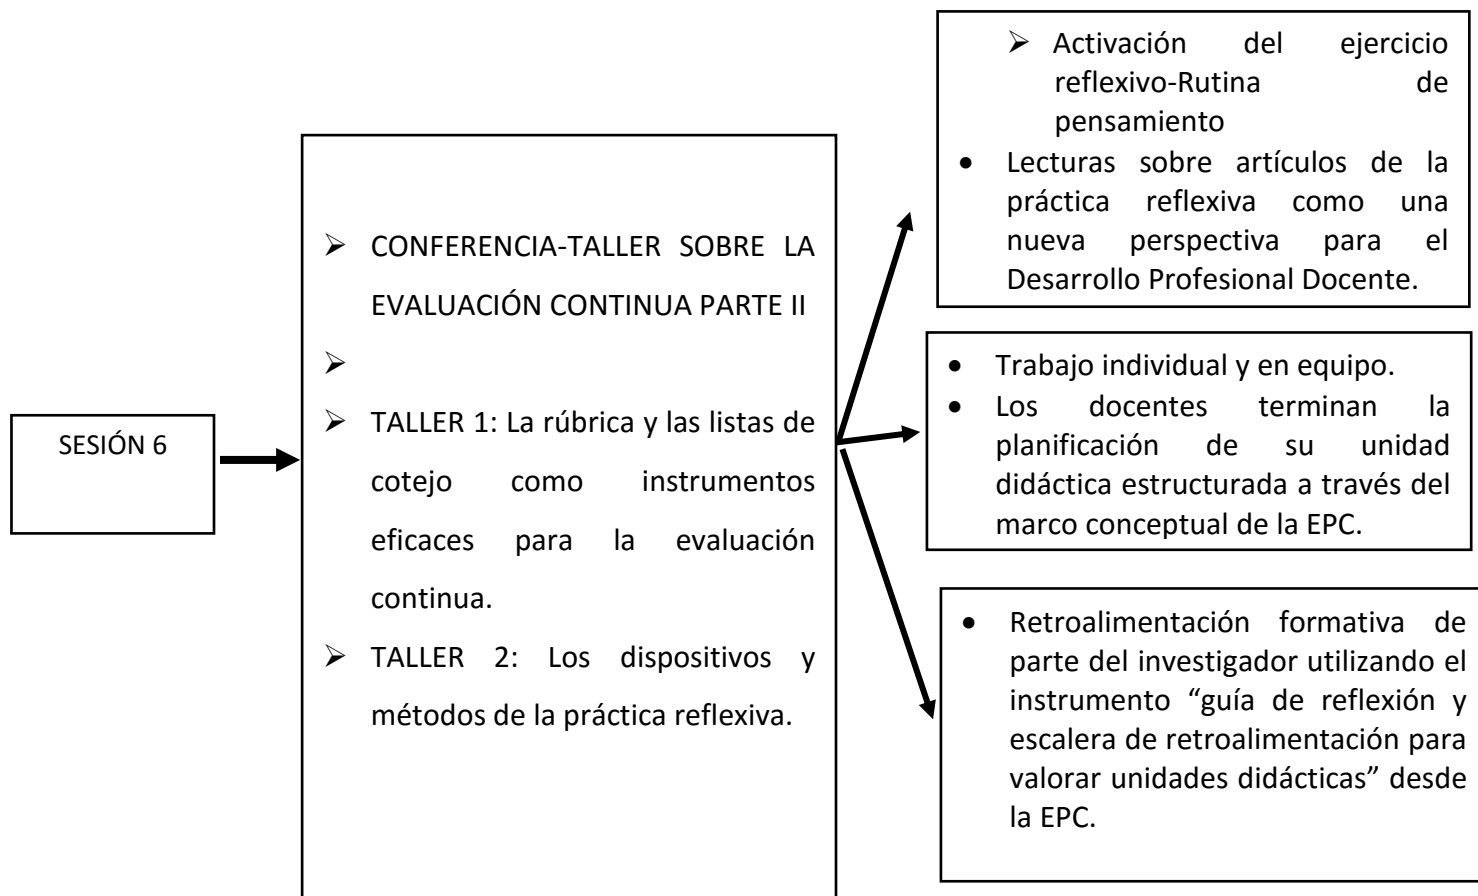 SESIÓN 6
➢ CONFERENCIA-TALLER SOBRE LA
EVALUACIÓN CONTINUA PARTE II
➢
➢ TALLER 1: La rúbrica y las listas de
cotejo como instrumentos
eficaces para la evaluación
continua.
➢ TALLER 2: Los dispositivos y
métodos de la práctica reflexiva.
➢ Activación del ejercicio
reflexivo-Rutina de
pensamiento
• Lecturas sobre artículos de la
práctica reflexiva como una
nueva perspectiva para el
Desarrollo Profesional Docente.
• Trabajo individual y en equipo.
• Los docentes terminan la
planificación de su unidad
didáctica estructurada a través del
marco conceptual de la EPC.
• Retroalimentación formativa de
parte del investigador utilizando el
instrumento “guía de reflexión y
escalera de retroalimentación para
valorar unidades didácticas” desde
la EPC.